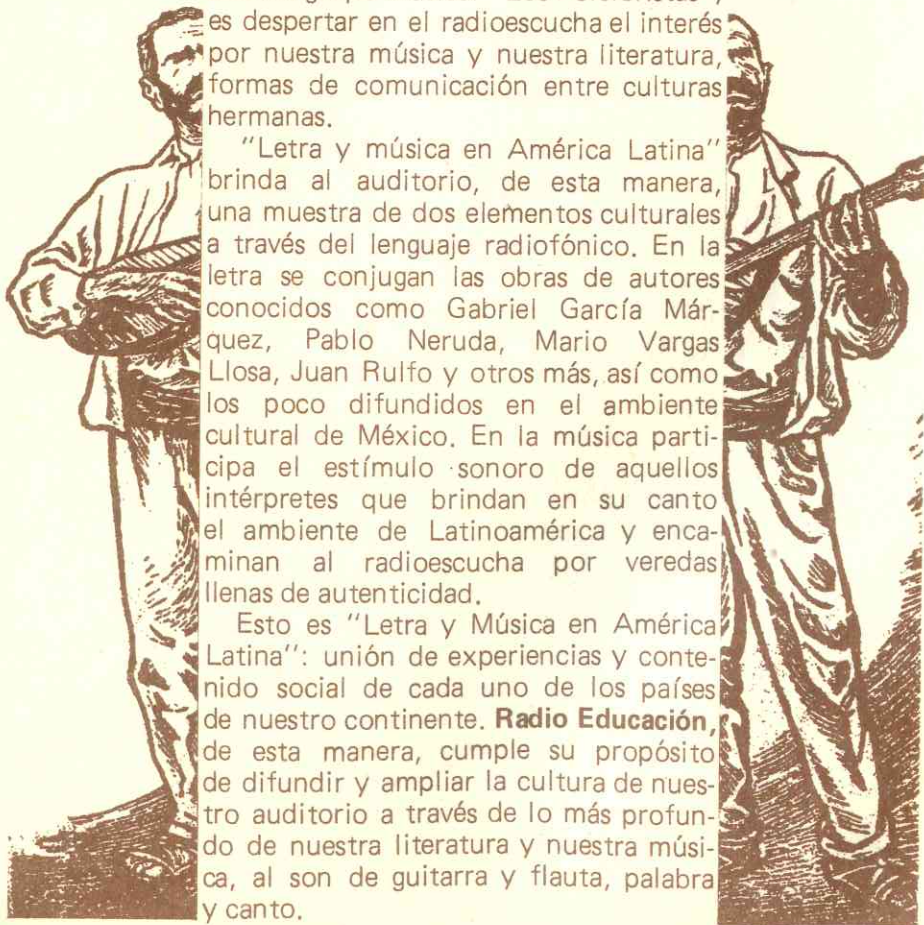 es despertar en el radioescucha el interés
por nuestra música y nuestra literatura,
formas de comunicación entre culturas
hermanas.
"Letra y música en América Latina"
brinda al auditorio, de esta manera,
una muestra de dos elementos culturales
a través del lenguaje radiofónico. En la
letra se conjugan las obras de autores
conocidos como Gabriel García Már-
quez, Pablo Neruda, Mario Vargas
Llosa, Juan Rulfo y otros más, así como
los poco difundidos en el ambiente
cultural de México. En la música parti-
cipa el estímulo sonoro de aquellos
intérpretes que brindan en su canto
el ambiente de Latinoamérica y enca-
minan al radioescucha por veredas
llenas de autenticidad.
Esto es "Letra y Música en América
Latina": unión de experiencias y conte-
nido social de cada uno de los países
de nuestro continente. Radio Educación,
de esta manera, cumple su propósito
de difundir y ampliar la cultura de nues-
tro auditorio a través de lo más profun-
do de nuestra literatura y nuestra músi-
ca, al son de guitarra y flauta, palabra
y canto.